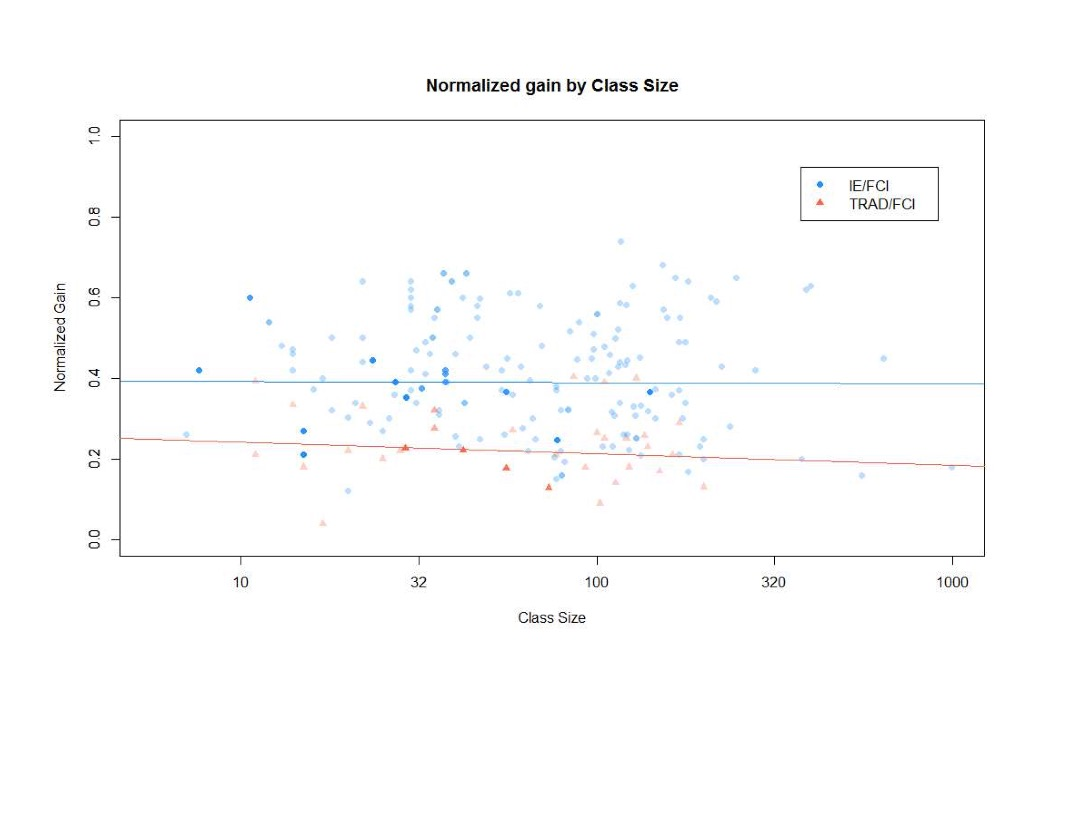 Normalized gain by Class Size
1.0
0.8
0.6
0.4
0.2
0.0
Normalized Gain
IE/FCI
TRAD/FCI
10 32 100 320 1000
Class Size